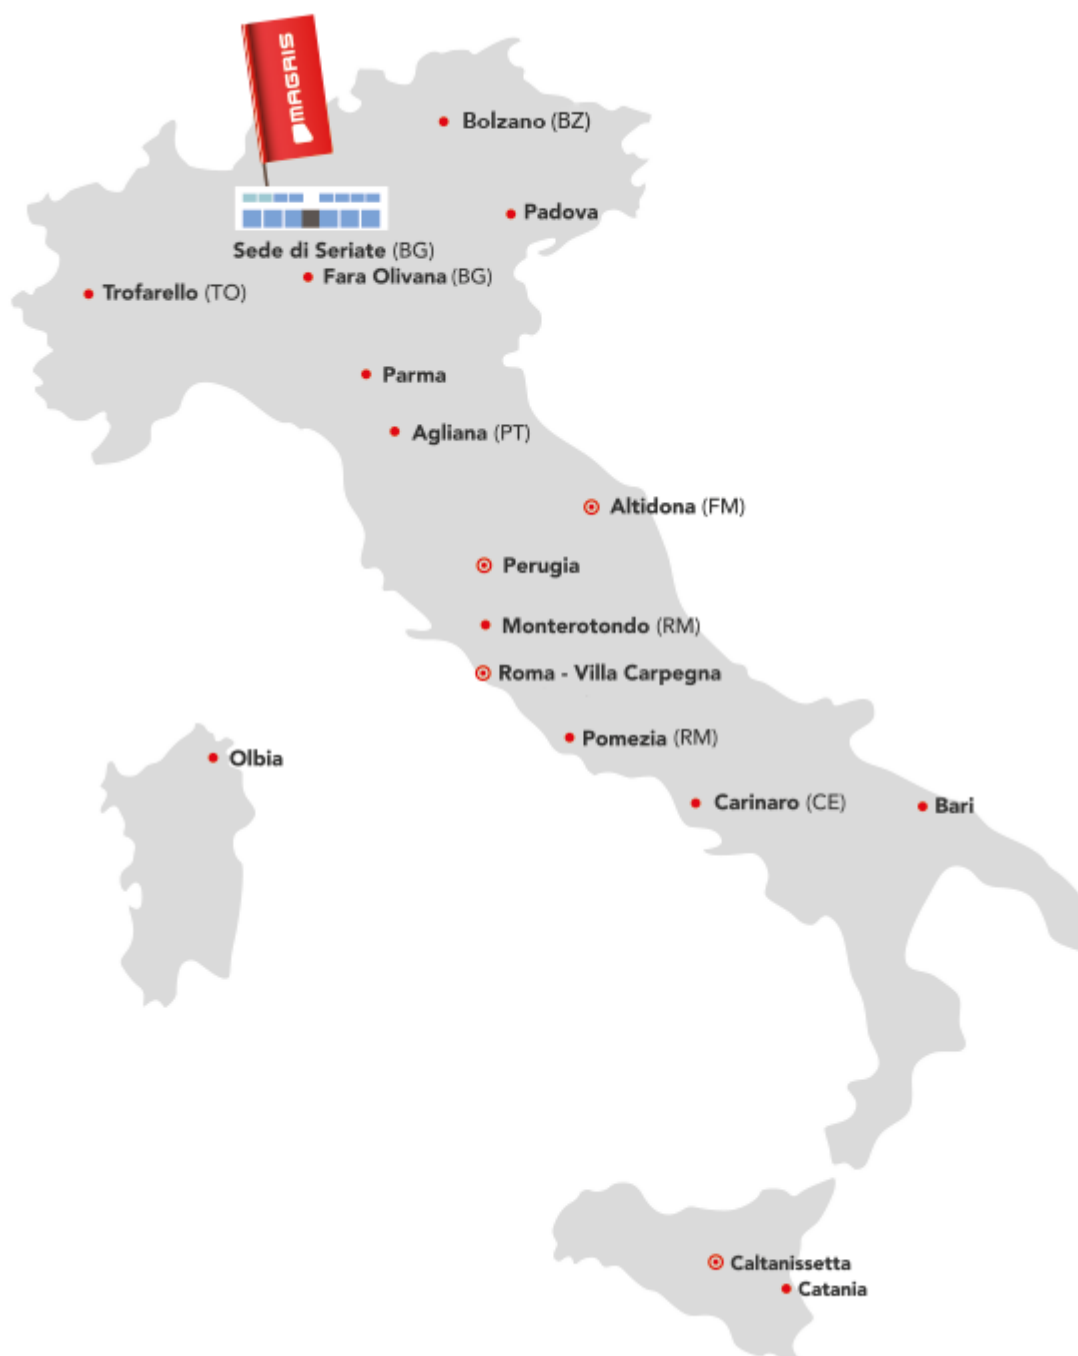 MAGRIS
Bolzano (BZ)
Padova
Sede di Seriate (BG)
Fara Olivana (BG)
Trofarello (TO)
Parma
Agliana (PT)
Altidona (FM)
Perugia
Monterotondo (RM)
Roma - Villa Carpegna
Pomezia (RM)
Olbia
Carinaro (CE)
Bari
Caltanissetta
Catania